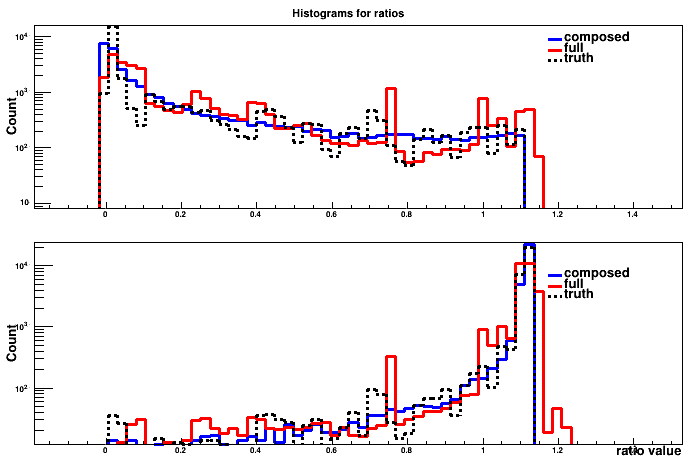 Histograms for ratios
Count
10⁴
10³
10²
10
composed
full
truth
0 0.2 0.4 0.6 0.8 1 1.2 1.4
Count
10⁴
10³
10²
composed
full
truth
0 0.2 0.4 0.6 0.8 1 1.2
ratio value